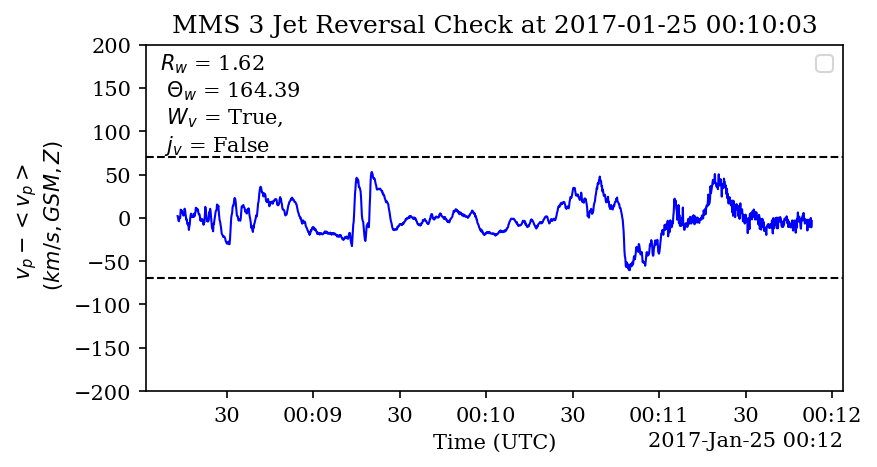 MMS 3 Jet Reversal Check at 2017-01-25 00:10:03
200
150
100
50
0
−50
−100
−150
−200
v_p − < v_p >
(km/s, GSM, Z)
R_w = 1.62
Θ_w = 164.39
W_v = True,
j_v = False
30 00:09 30 00:10 30 00:11 30 00:12
Time (UTC)
2017-Jan-25 00:12